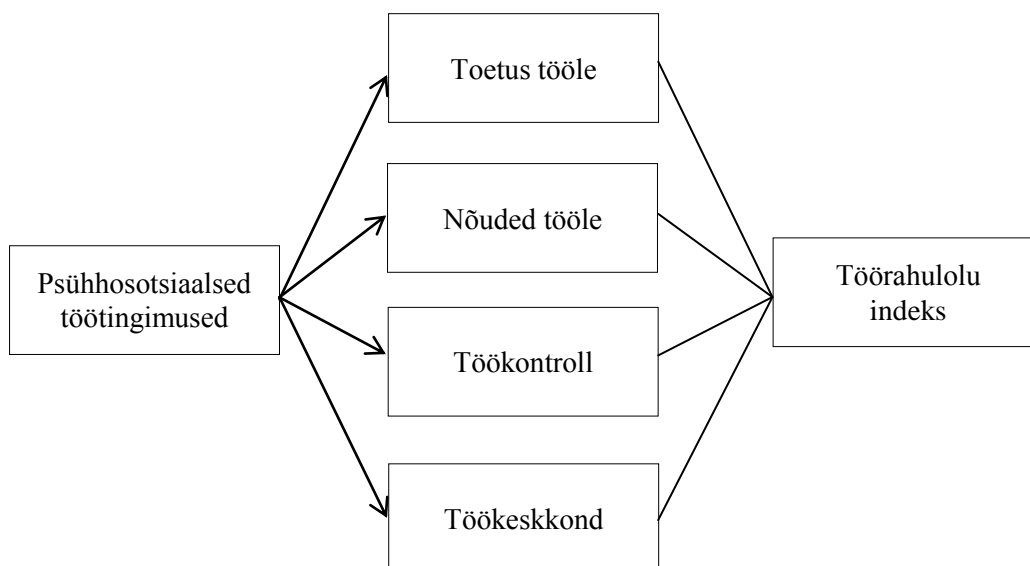 Toetus tööle
Nõuded tööle
Psühhosotsiaalsed
töötingimused
Töörahulolu
indeks
Töökontroll
Töökeskkond